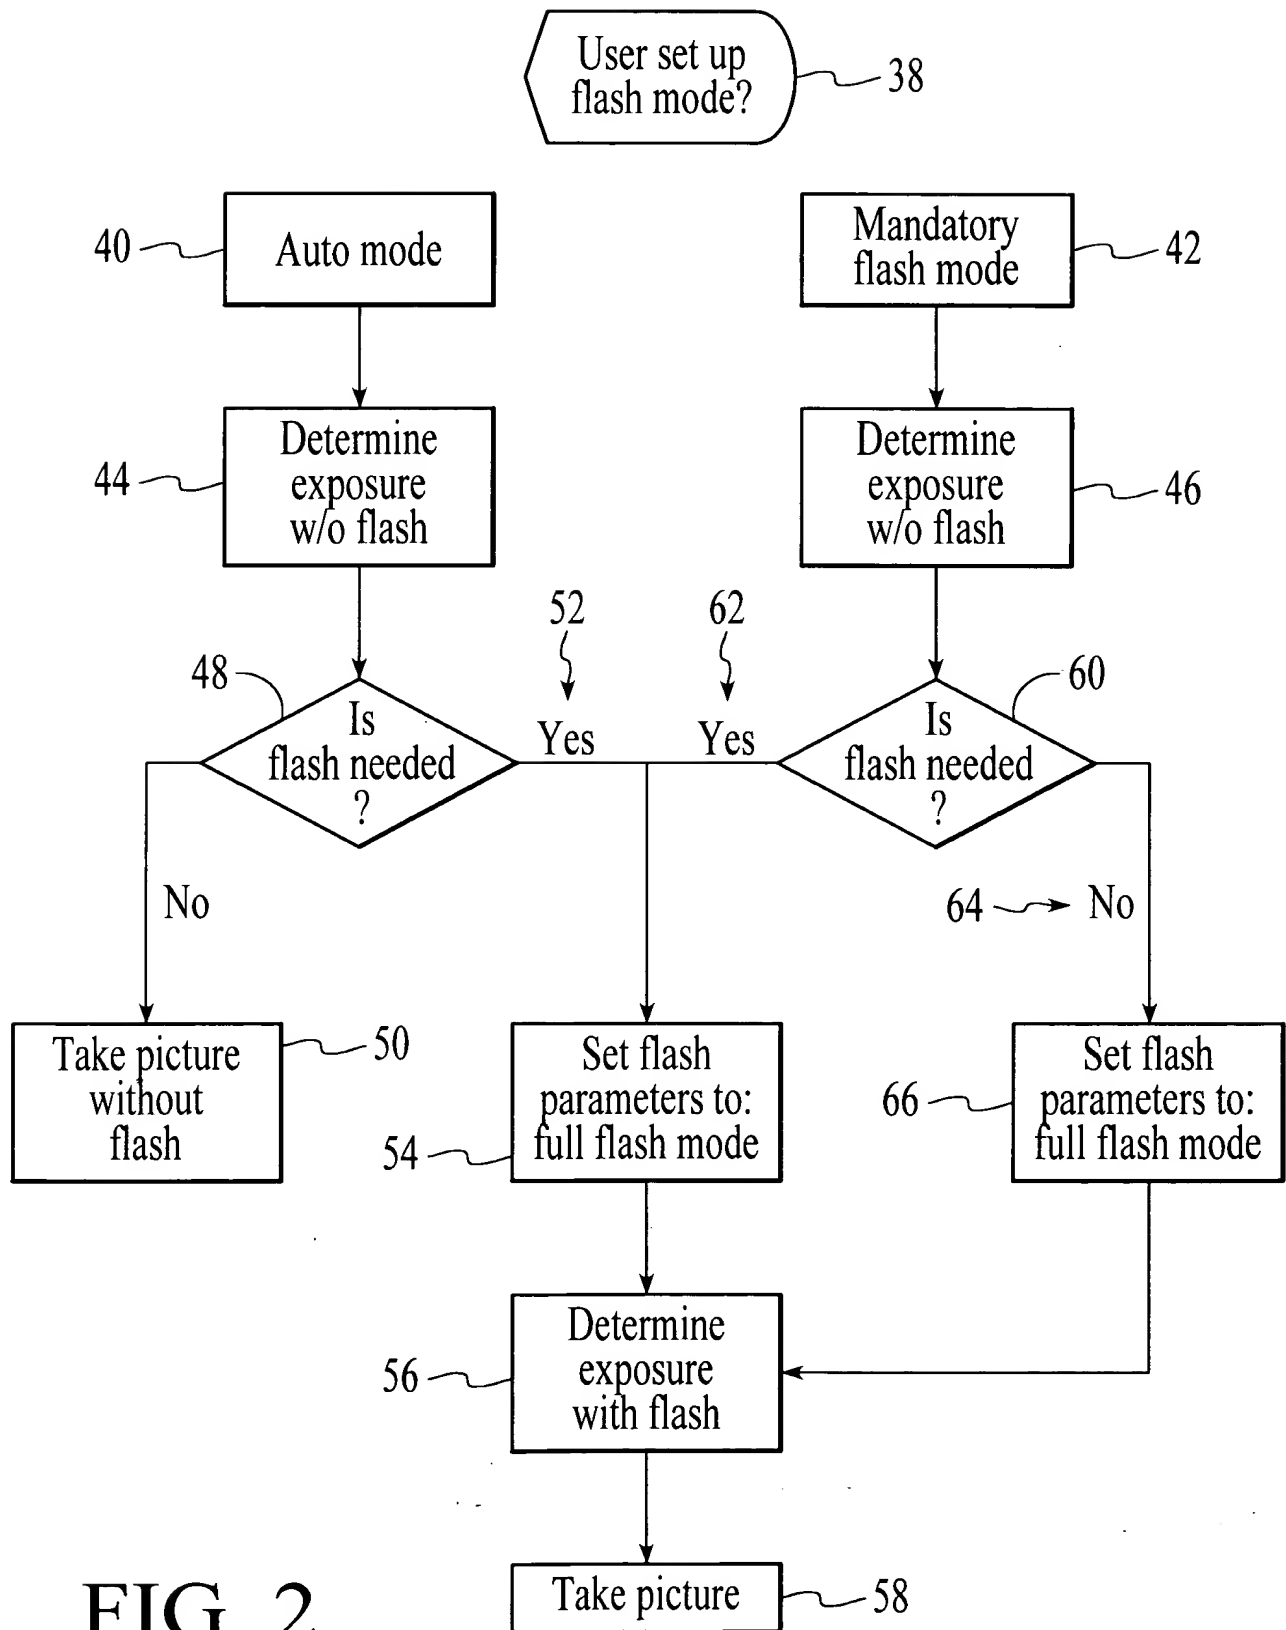 User set up
flash mode?
38
40
Auto mode
Mandatory
flash mode
42
44
Determine
exposure
w/o flash
Determine
exposure
w/o flash
46
52
62
48
Is
flash needed
?
Yes
Yes
Is
flash needed
?
60
No
64
No
Take picture
without
flash
50
Set flash
parameters to:
full flash mode
54
66
Set flash
parameters to:
full flash mode
56
Determine
exposure
with flash
Take picture
58
FIG. 2